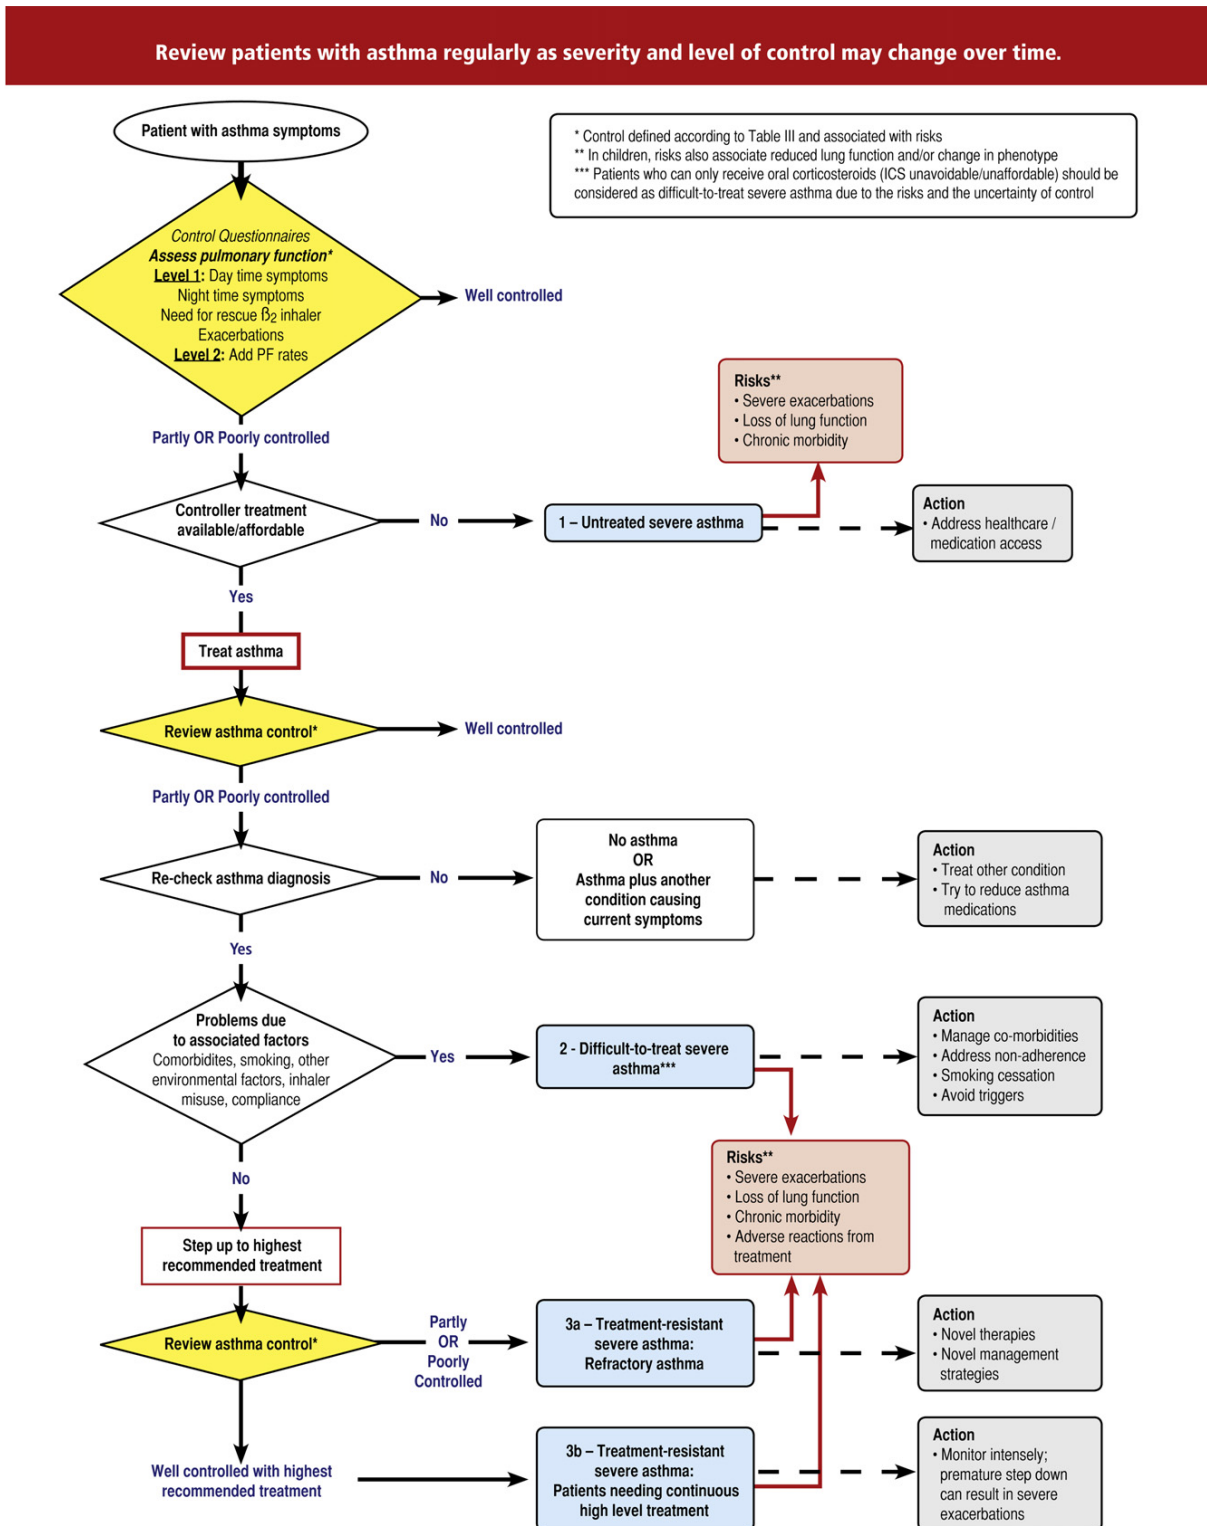 Review patients with asthma regularly as severity and level of control may change over time.
Patient with asthma symptoms
* Control defined according to Table III and associated with risks
** In children, risks also associate reduced lung function and/or change in phenotype
*** Patients who can only receive oral corticosteroids (ICS unavoidable/unaffordable) should be
considered as difficult-to-treat severe asthma due to the risks and the uncertainty of control
Control Questionnaires
Assess pulmonary function*
Level 1: Day time symptoms
Night time symptoms
Need for rescue ß2 inhaler
Exacerbations
Level 2: Add PF rates
Well controlled
Partly OR Poorly controlled
Controller treatment
available/affordable
No
1 – Untreated severe asthma
Risks**
• Severe exacerbations
• Loss of lung function
• Chronic morbidity
Action
• Address healthcare /
medication access
Yes
Treat asthma
Review asthma control*
Well controlled
Partly OR Poorly controlled
Re-check asthma diagnosis
No
No asthma
OR
Asthma plus another
condition causing
current symptoms
Action
• Treat other condition
• Try to reduce asthma
• medications
Yes
Problems due
to associated factors
Comorbidites, smoking, other
environmental factors, inhaler
misuse, compliance
Yes
2 - Difficult-to-treat severe
asthma***
Action
• Manage co-morbidities
• Address non-adherence
• Smoking cessation
• Avoid triggers
Risks**
• Severe exacerbations
• Loss of lung function
• Chronic morbidity
• Adverse reactions from
treatment
No
Step up to highest
recommended treatment
Review asthma control*
Partly
OR
Poorly
Controlled
3a – Treatment-resistant
severe asthma:
Refractory asthma
Action
• Novel therapies
• Novel management
strategies
Well controlled with highest
recommended treatment
3b – Treatment-resistant
severe asthma:
Patients needing continuous
high level treatment
Action
• Monitor intensely;
premature step down
can result in severe
exacerbations